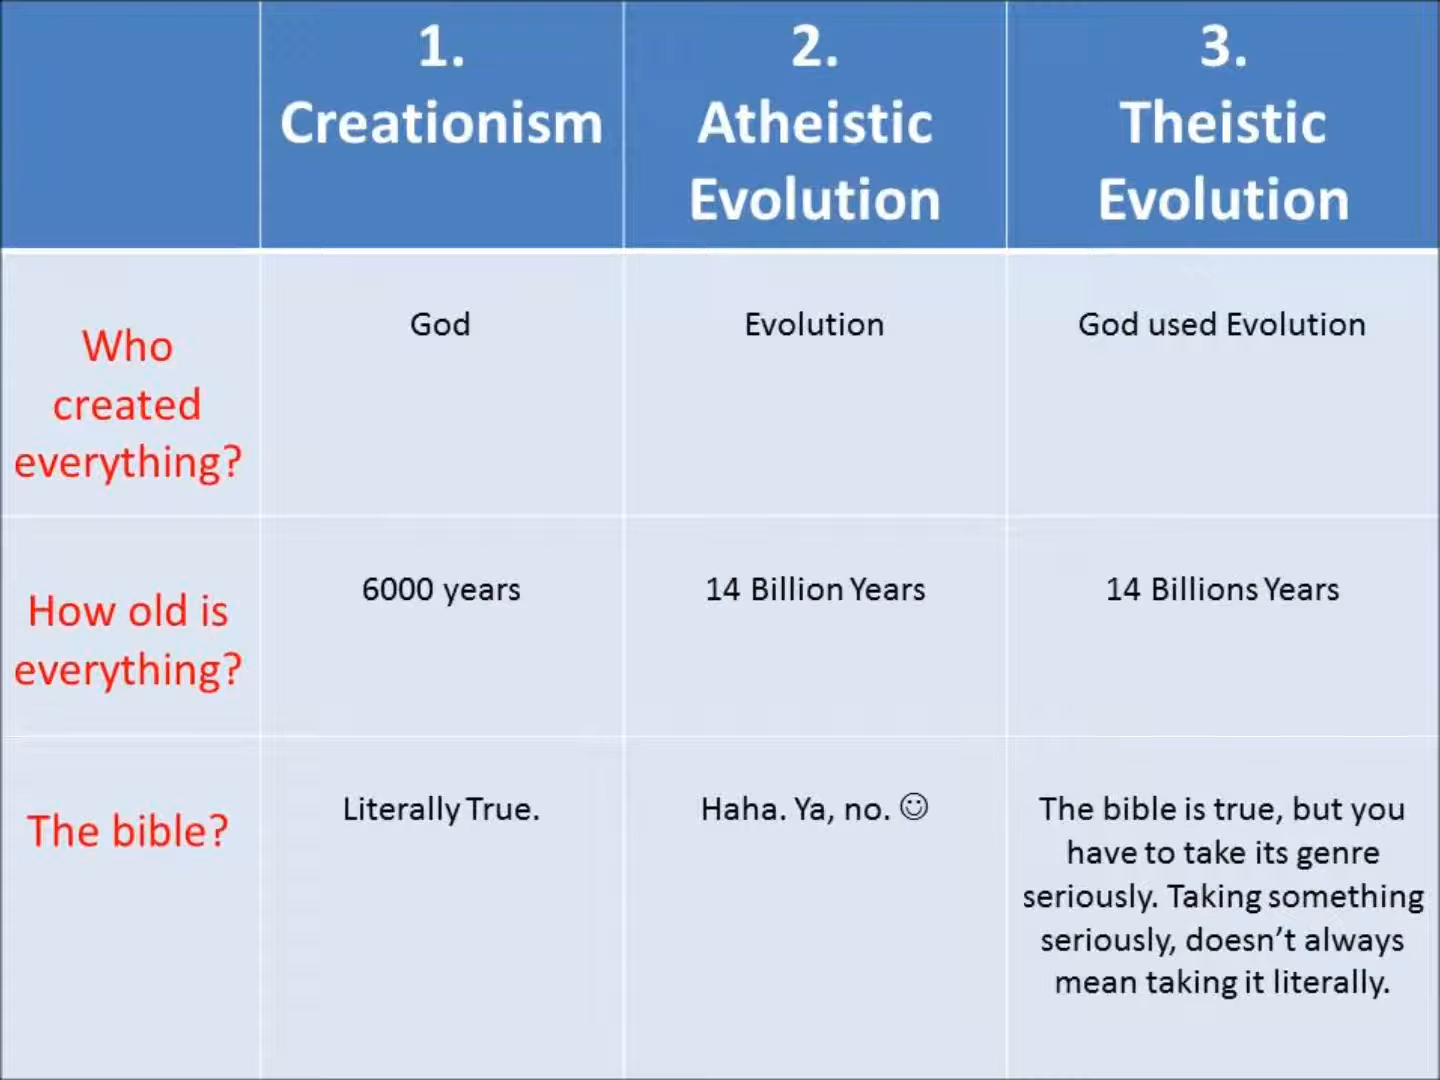 1.
Creationism
2.
Atheistic
Evolution
3.
Theistic
Evolution
Who
created
everything?
God
Evolution
God used Evolution
How old is
everything?
6000 years
14 Billion Years
14 Billions Years
The bible?
Literally True.
Haha. Ya, no. ☺
The bible is true, but you
have to take its genre
seriously. Taking something
seriously, doesn’t always
mean taking it literally.